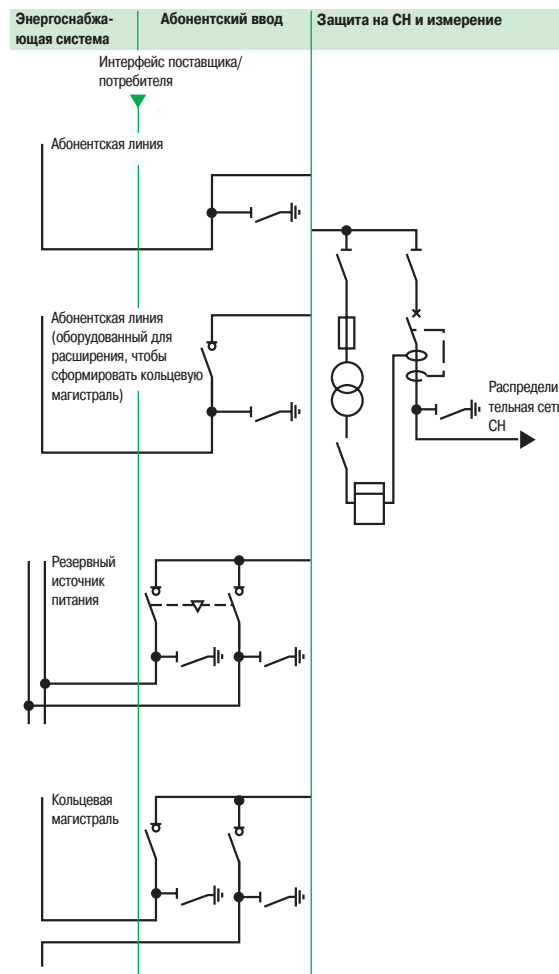 Энергоснабжа-
ющая система
Абонентский ввод
Защита на СН и измерение
Интерфейс поставщика/
потребителя
Абонентская линия
Абонентская линия
(оборудованный для
расширения, чтобы
сформировать кольцевую
магистраль)
Распредели
тельная сеть
СН
Резервный
источник
питания
Кольцевая
магистраль